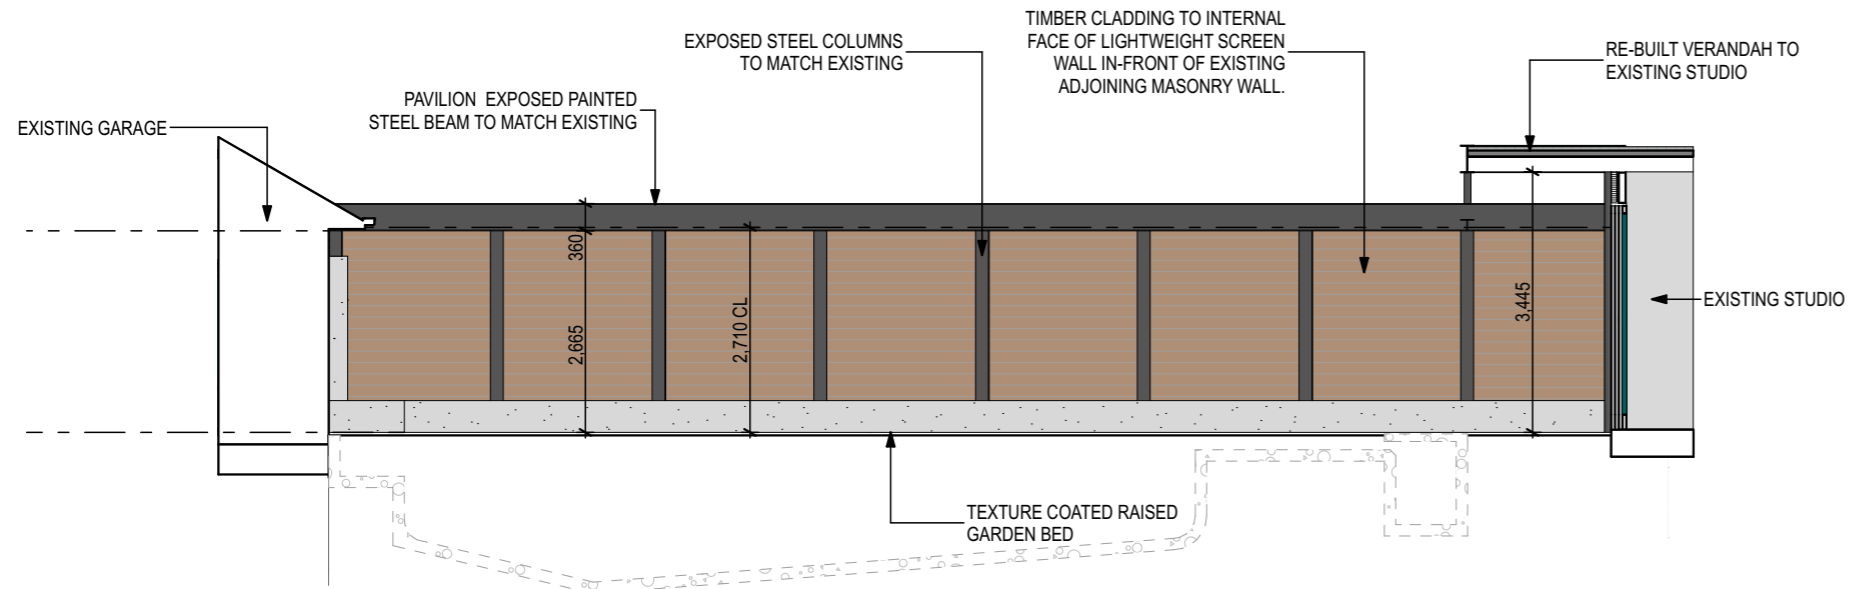 TIMBER CLADDING TO INTERNAL
FACE OF LIGHTWEIGHT SCREEN
WALL IN-FRONT OF EXISTING
ADJOINING MASONRY WALL.
EXPOSED STEEL COLUMNS
TO MATCH EXISTING
RE-BUILT VERANDAH TO
EXISTING STUDIO
PAVILION EXPOSED PAINTED
STEEL BEAM TO MATCH EXISTING
EXISTING GARAGE
360
2,665
2,710 CL
3,445
EXISTING STUDIO
TEXTURE COATED RAISED
GARDEN BED